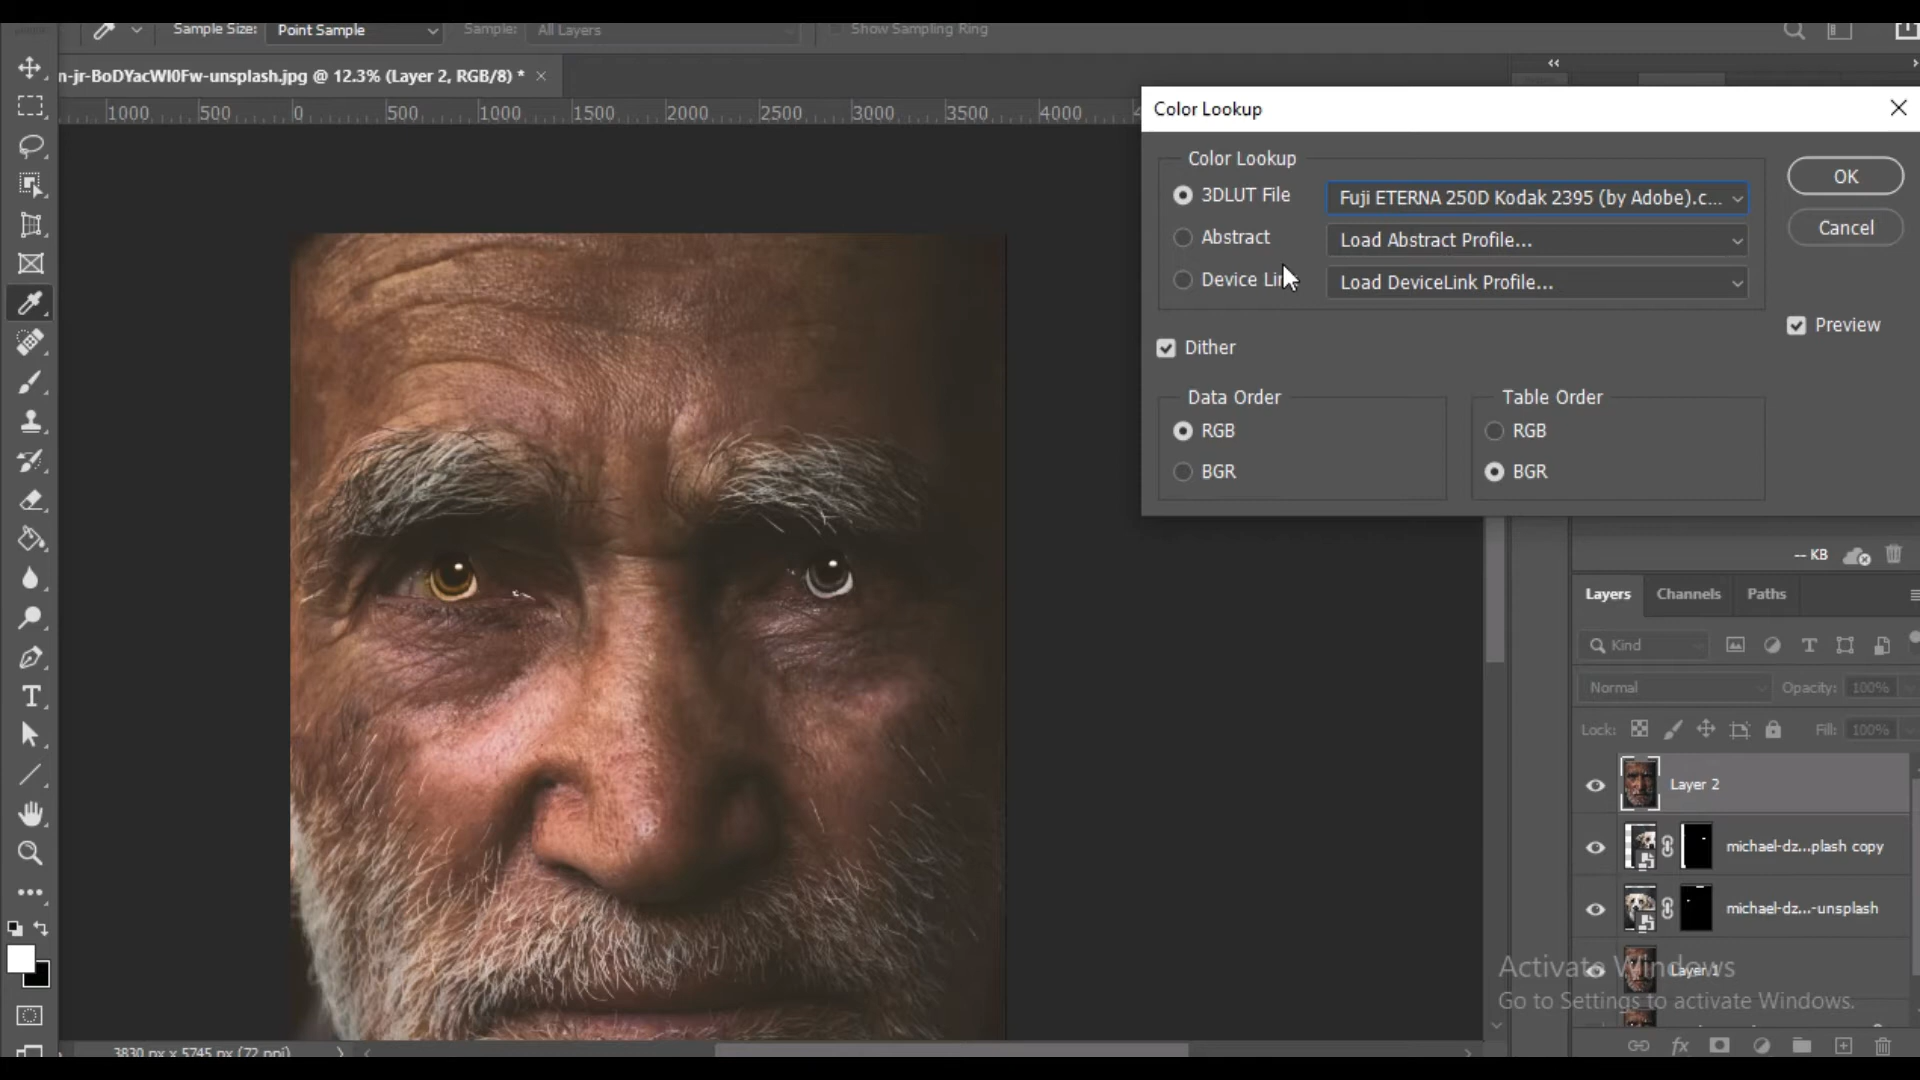 Sample Size: Point Sample Sample: All Layers Show Sampling Ring
n-jr-BoDYacWI0Fw-unsplash.jpg @ 12.3% (Layer 2, RGB/8) *
1000 500 0 500 1000 1500 2000 2500 3000 3500 4000
Color Lookup
Color Lookup
3DLUT File Fuji ETERNA 250D Kodak 2395 (by Adobe).c...
Abstract Load Abstract Profile...
Device Link Load DeviceLink Profile...
OK
Cancel
Preview
Dither
Data Order
RGB
BGR
Table Order
RGB
BGR
-- KB
Layers Channels Paths
Kind
Normal Opacity: 100%
Lock: Fill: 100%
Layer 2
michael-dz...plash copy
michael-dz...-unsplash
Layer 1
Activate Windows
Go to Settings to activate Windows.
3830 px x 5745 px (72 ppi)